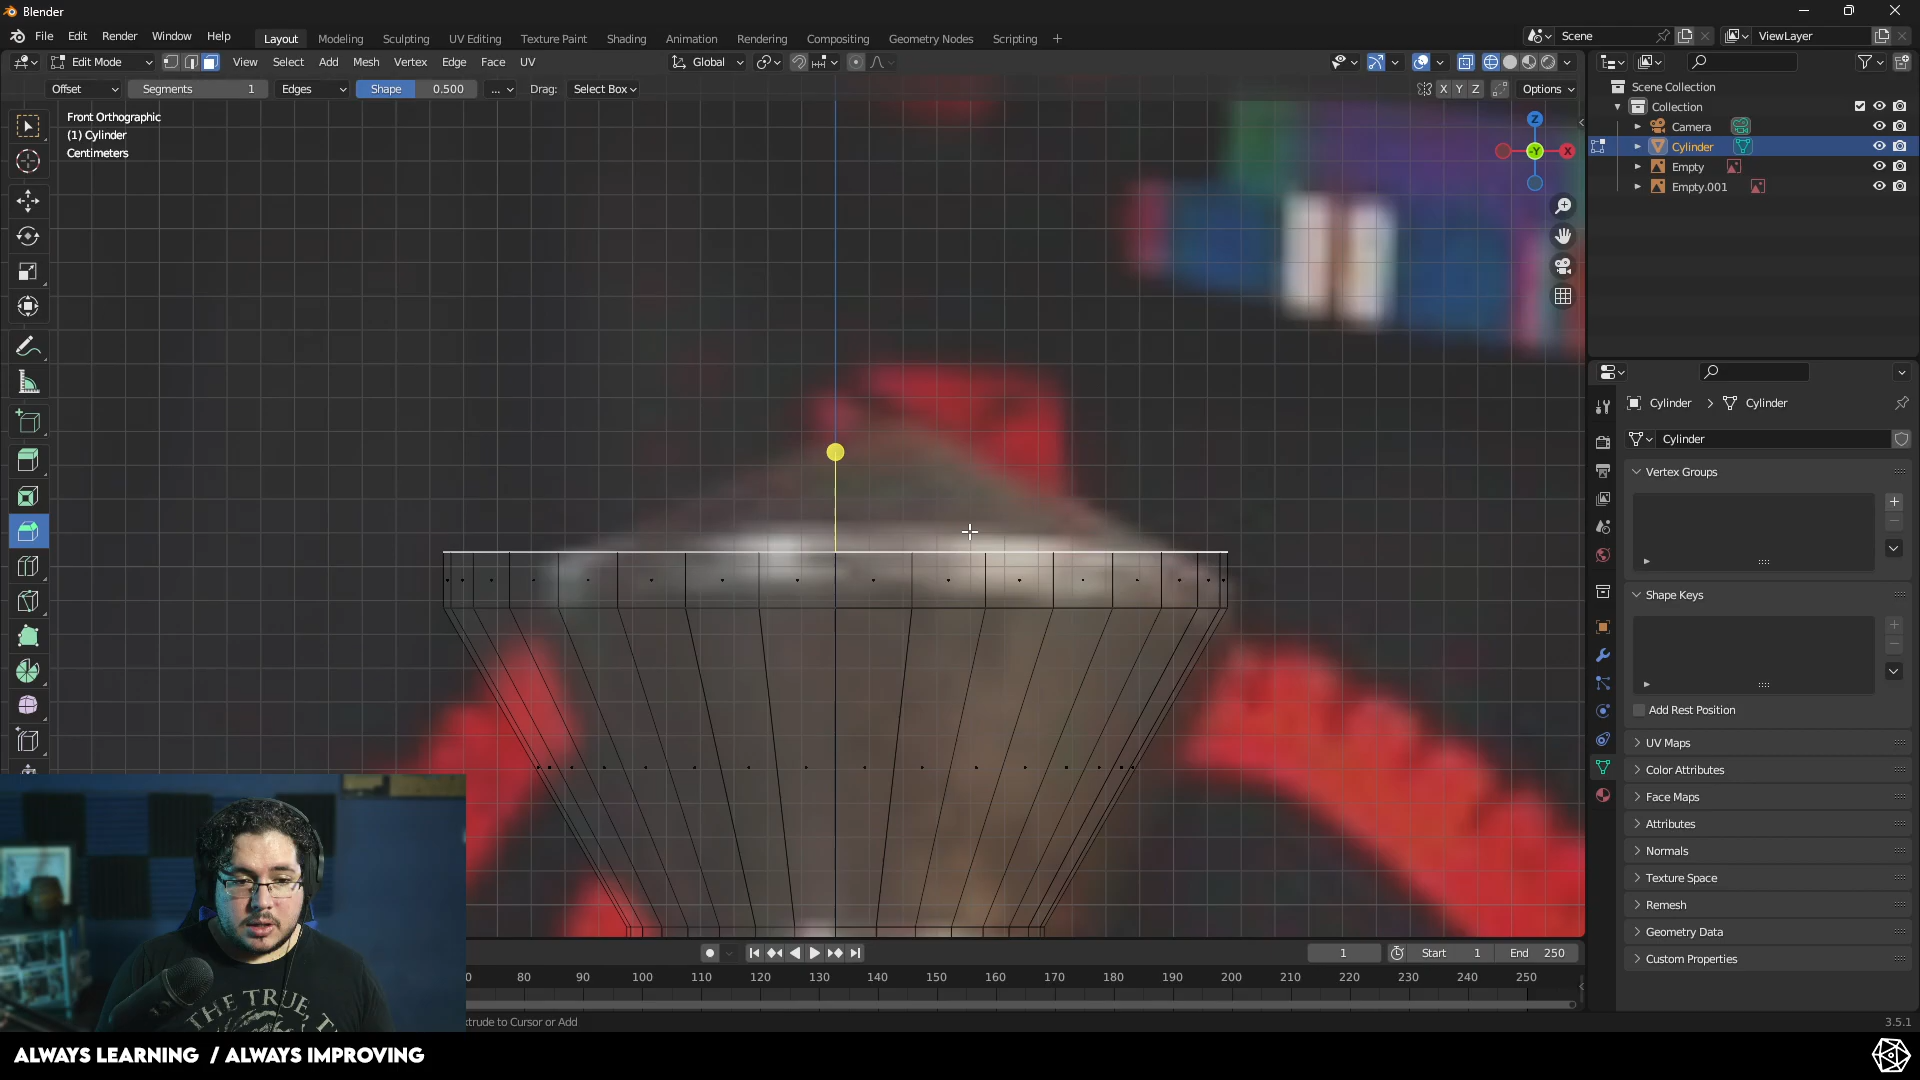 Blender
File Edit Render Window Help
Layout Modeling Sculpting UV Editing Texture Paint Shading Animation Rendering Compositing Geometry Nodes Scripting +
Scene
ViewLayer
Edit Mode View Select Add Mesh Vertex Edge Face UV
Global
Offset Segments 1 Edges Shape 0.500 ... Drag: Select Box
X Y Z Options
Front Orthographic
(1) Cylinder
Centimeters
Z
-Y
X
Scene Collection
Collection
Camera
Cylinder
Empty
Empty.001
Cylinder > Cylinder
Cylinder
Vertex Groups
Shape Keys
Add Rest Position
UV Maps
Color Attributes
Face Maps
Attributes
Normals
Texture Space
Remesh
Geometry Data
Custom Properties
1 Start 1 End 250
0 80 90 100 110 120 130 140 150 160 170 180 190 200 210 220 230 240 250
xtrude to Cursor or Add
3.5.1
THE TRUE, T
ALWAYS LEARNING / ALWAYS IMPROVING